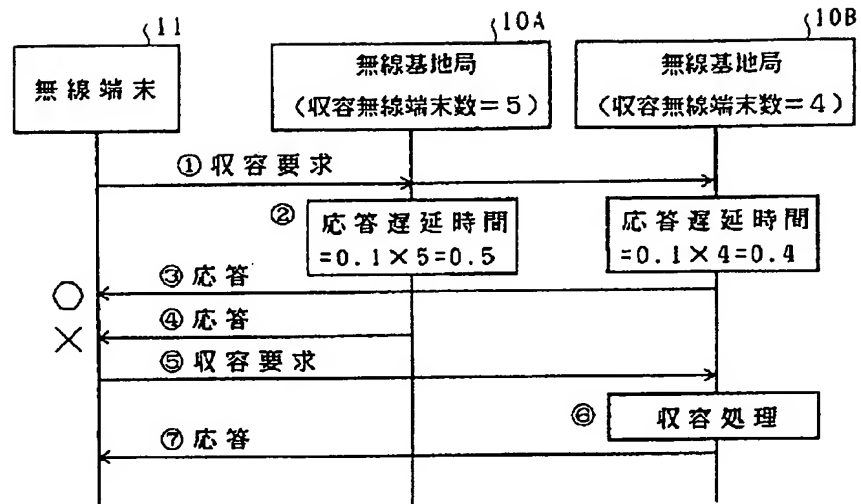 11
10A
10B
無線端末
無線基地局
(収容無線端末数=5)
無線基地局
(収容無線端末数=4)
①収容要求
②
応答遅延時間
=0.1×5=0.5
応答遅延時間
=0.1×4=0.4
③応答
○
④応答
×
⑤収容要求
⑥
収容処理
⑦応答